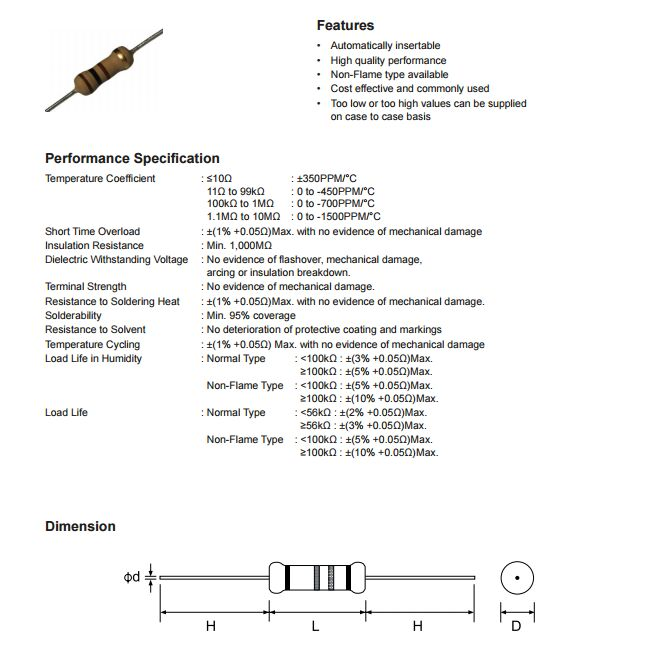 Features
• Automatically insertable
• High quality performance
• Non-Flame type available
• Cost effective and commonly used
• Too low or too high values can be supplied
on case to case basis
Performance Specification
Temperature Coefficient : ≤10Ω : ±350PPM/°C
11Ω to 99kΩ : 0 to -450PPM/°C
100kΩ to 1MΩ : 0 to -700PPM/°C
1.1MΩ to 10MΩ : 0 to -1500PPM/°C
Short Time Overload : ±(1% +0.05Ω)Max. with no evidence of mechanical damage
Insulation Resistance : Min. 1,000MΩ
Dielectric Withstanding Voltage : No evidence of flashover, mechanical damage,
arcing or insulation breakdown.
Terminal Strength : No evidence of mechanical damage.
Resistance to Soldering Heat : ±(1% +0.05Ω)Max. with no evidence of mechanical damage.
Solderability : Min. 95% coverage
Resistance to Solvent : No deterioration of protective coating and markings
Temperature Cycling : ±(1% +0.05Ω) Max. with no evidence of mechanical damage
Load Life in Humidity : Normal Type : <100kΩ : ±(3% +0.05Ω)Max.
≥100kΩ : ±(5% +0.05Ω)Max.
Non-Flame Type : <100kΩ : ±(5% +0.05Ω)Max.
≥100kΩ : ±(10% +0.05Ω)Max.
Load Life : Normal Type : <56kΩ : ±(2% +0.05Ω)Max.
≥56kΩ : ±(3% +0.05Ω)Max.
Non-Flame Type : <100kΩ : ±(5% +0.05Ω)Max.
≥100kΩ : ±(10% +0.05Ω)Max.
Dimension
ϕd
H L H D